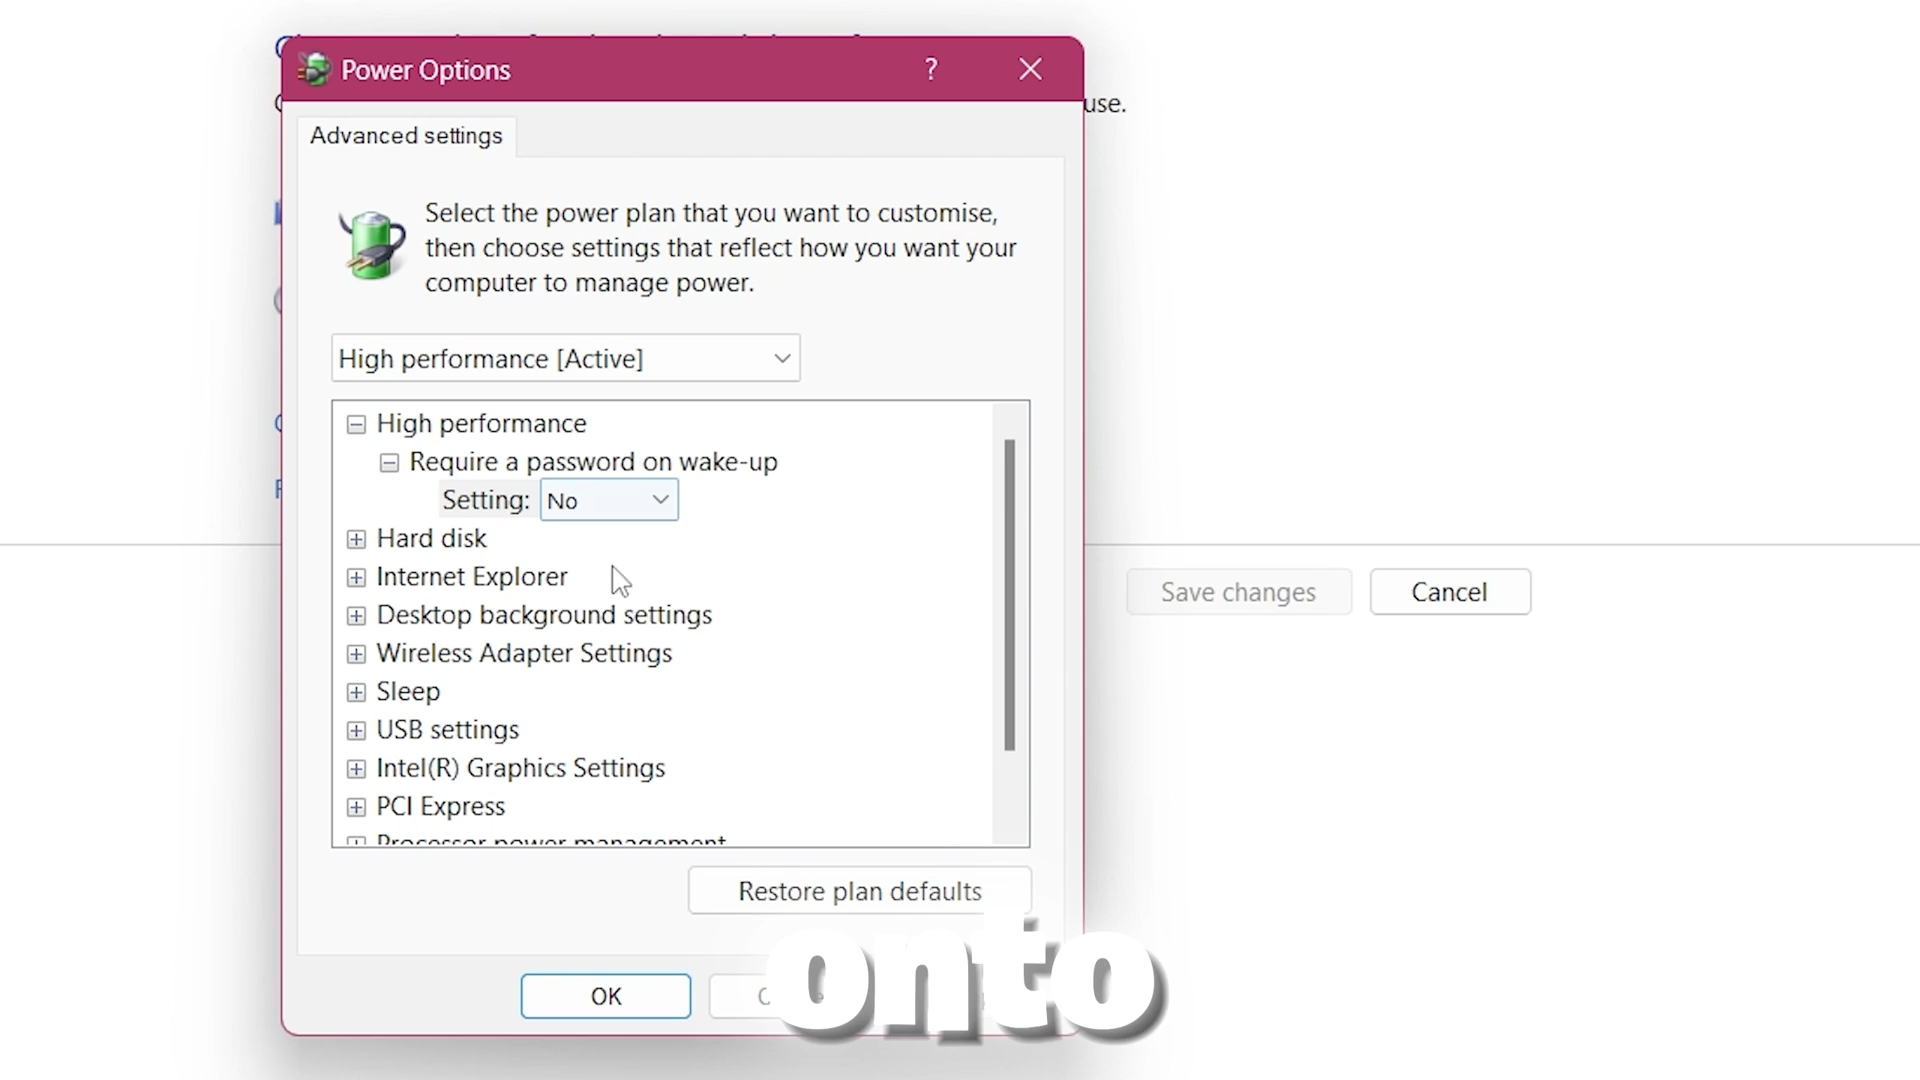 Power Options
?
use.
Advanced settings
Select the power plan that you want to customise,
then choose settings that reflect how you want your
computer to manage power.
High performance [Active]
High performance
Require a password on wake-up
Setting: No
Hard disk
Internet Explorer
Desktop background settings
Wireless Adapter Settings
Sleep
USB settings
Intel(R) Graphics Settings
PCI Express
Processor power management
Save changes
Cancel
Restore plan defaults
OK
onto